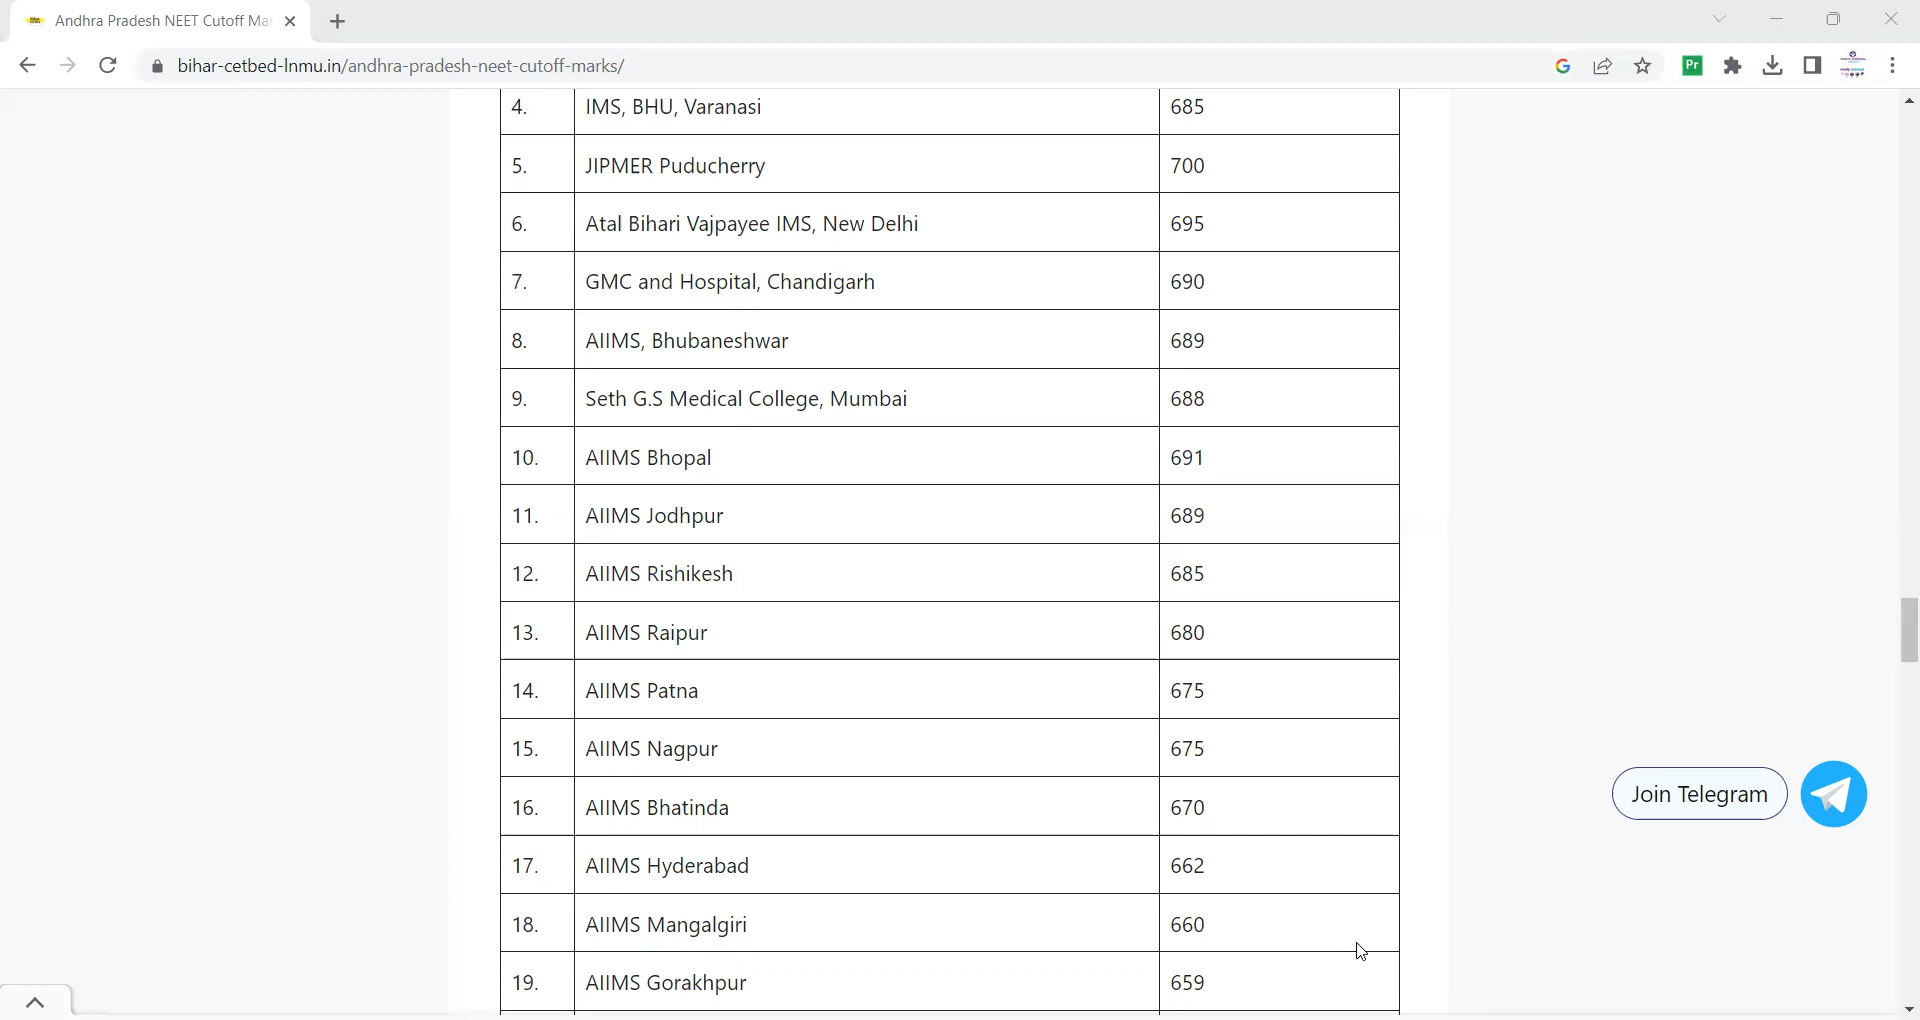 Andhra Pradesh NEET Cutoff Ma
bihar-cetbed-lnmu.in/andhra-pradesh-neet-cutoff-marks/
Pr
4. IMS, BHU, Varanasi 685
5. JIPMER Puducherry 700
6. Atal Bihari Vajpayee IMS, New Delhi 695
7. GMC and Hospital, Chandigarh 690
8. AIIMS, Bhubaneshwar 689
9. Seth G.S Medical College, Mumbai 688
10. AIIMS Bhopal 691
11. AIIMS Jodhpur 689
12. AIIMS Rishikesh 685
13. AIIMS Raipur 680
14. AIIMS Patna 675
15. AIIMS Nagpur 675
16. AIIMS Bhatinda 670
Join Telegram
17. AIIMS Hyderabad 662
18. AIIMS Mangalgiri 660
19. AIIMS Gorakhpur 659